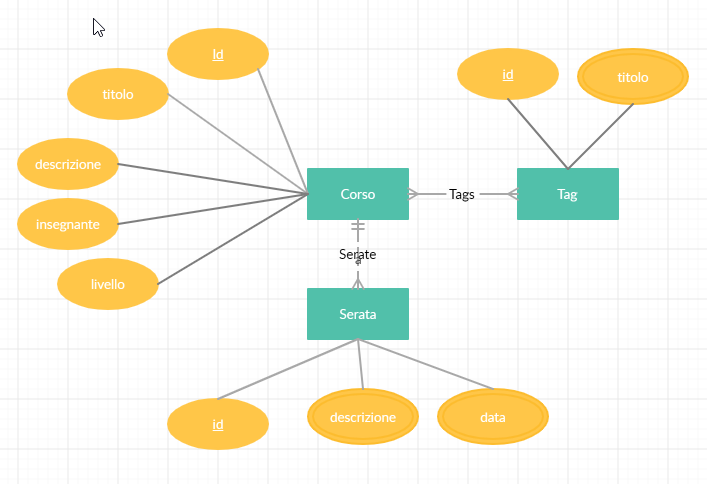 Id
id
titolo
titolo
descrizione
insegnante
livello
Corso
Tags
Tag
Serate
Serata
id
descrizione
data